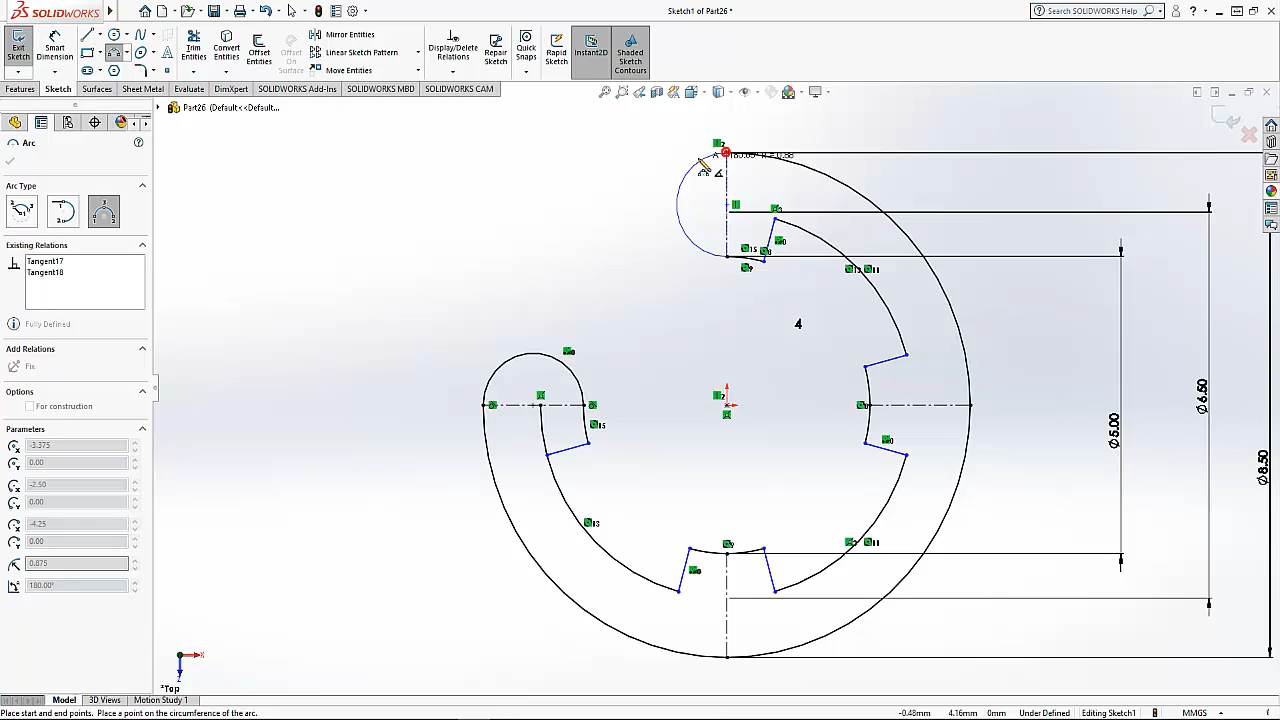 SOLIDWORKS
Sketch1 of Part26 *
Search SOLIDWORKS Help
Exit Sketch
Smart Dimension
Trim Entities
Convert Entities
Offset Entities
Offset On Surface
Mirror Entities
Linear Sketch Pattern
Move Entities
Display/Delete Relations
Repair Sketch
Quick Snaps
Rapid Sketch
Instant2D
Shaded Sketch Contours
Features
Sketch
Surfaces
Sheet Metal
Evaluate
DimXpert
SOLIDWORKS Add-Ins
SOLIDWORKS MBD
SOLIDWORKS CAM
Part26 (Default<<Default...
Arc
Arc Type
Existing Relations
Tangent17
Tangent18
Fully Defined
Add Relations
Fix
Options
For construction
Parameters
-3.375
0.00
-2.50
0.00
-4.25
0.00
0.875
180.00°
4
Ø5.00
Ø6.50
Ø8.50
*Top
Model
3D Views
Motion Study 1
Place start and end points. Place a point on the circumference of the arc.
-0.48mm
4.16mm
0mm
Under Defined
Editing Sketch1
MMGS